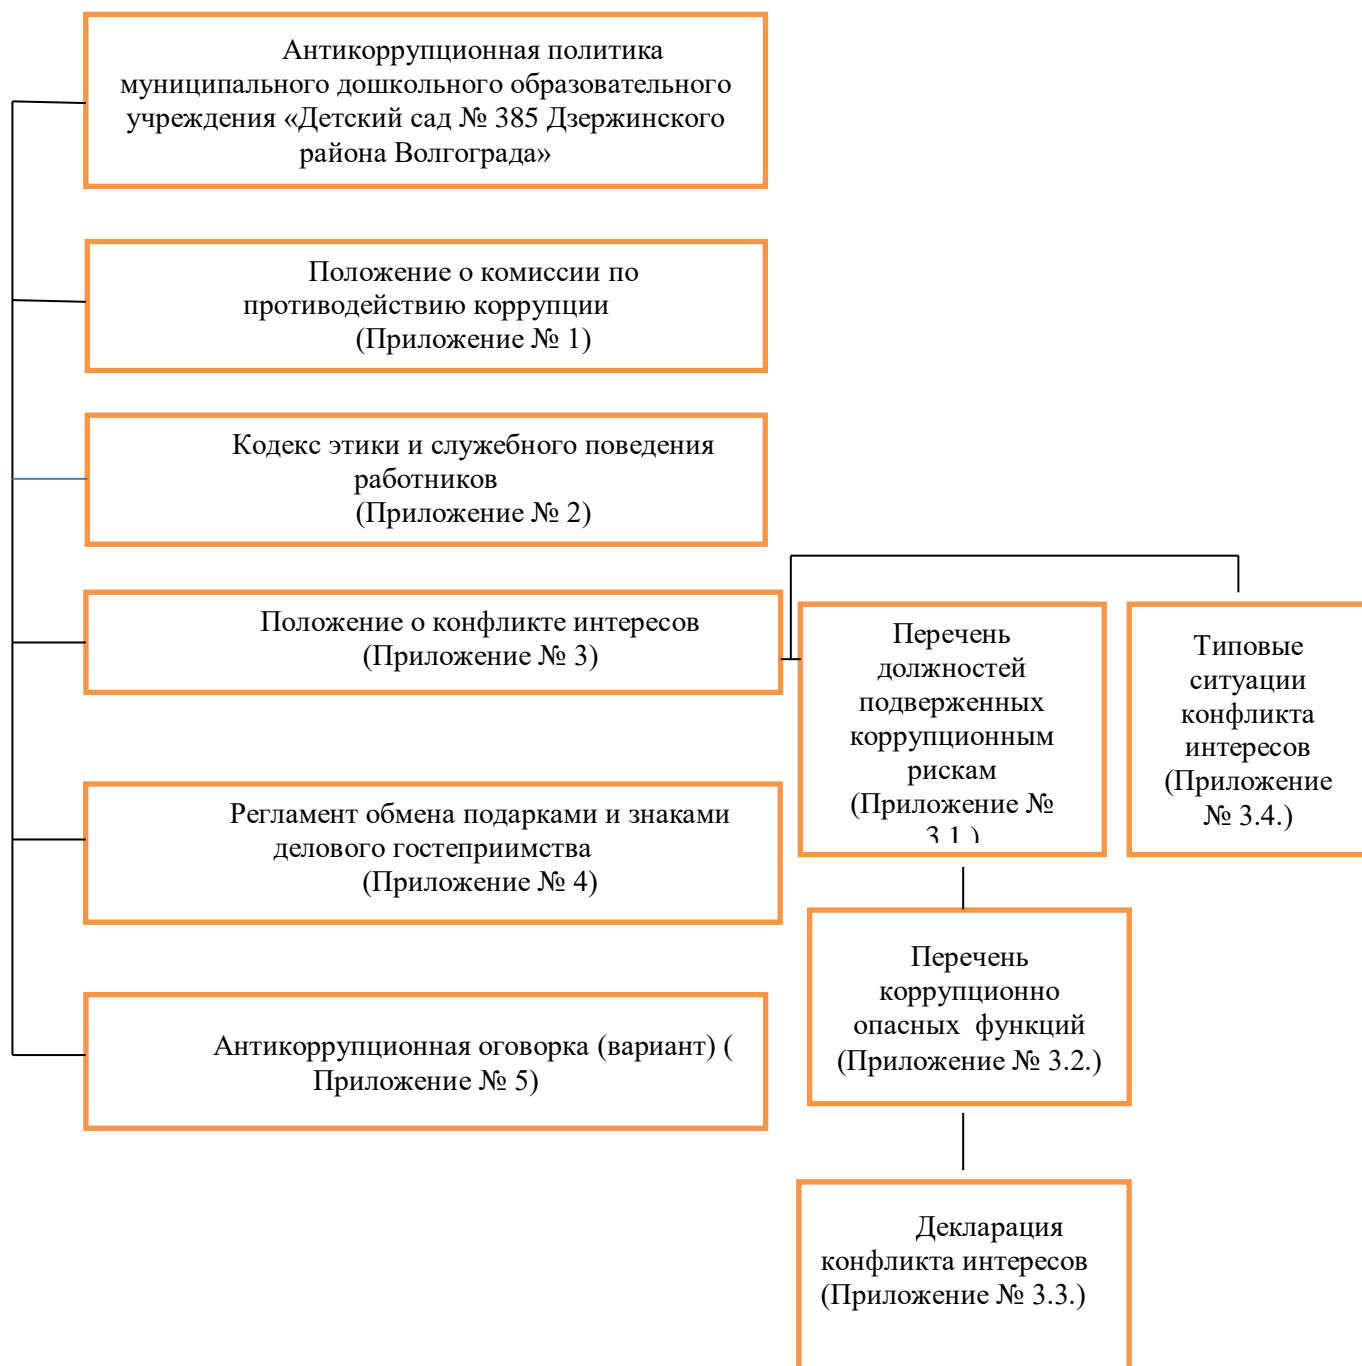 Антикоррупционная политика
муниципального дошкольного образовательного
учреждения «Детский сад № 385 Дзержинского
района Волгограда»
Положение о комиссии по
противодействию коррупции
(Приложение № 1)
Кодекс этики и служебного поведения
работников
(Приложение № 2)
Положение о конфликте интересов
(Приложение № 3)
Перечень
должностей
подверженных
коррупционным
рискам
(Приложение №
3.1.)
Типовые
ситуации
конфликта
интересов
(Приложение
№ 3.4.)
Регламент обмена подарками и знаками
делового гостеприимства
(Приложение № 4)
Перечень
коррупционно
опасных функций
(Приложение № 3.2.)
Антикоррупционная оговорка (вариант) (
Приложение № 5)
Декларация
конфликта интересов
(Приложение № 3.3.)